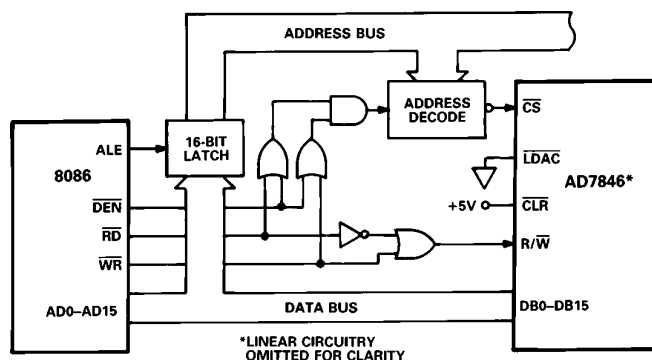 ADDRESS BUS
8086
ALE
DEN
RD
WR
AD0–AD15
16-BIT
LATCH
ADDRESS
DECODE
CS
LDAC
AD7846*
+5V
CLR
R/W
DB0–DB15
DATA BUS
*LINEAR CIRCUITRY
OMITTED FOR CLARITY